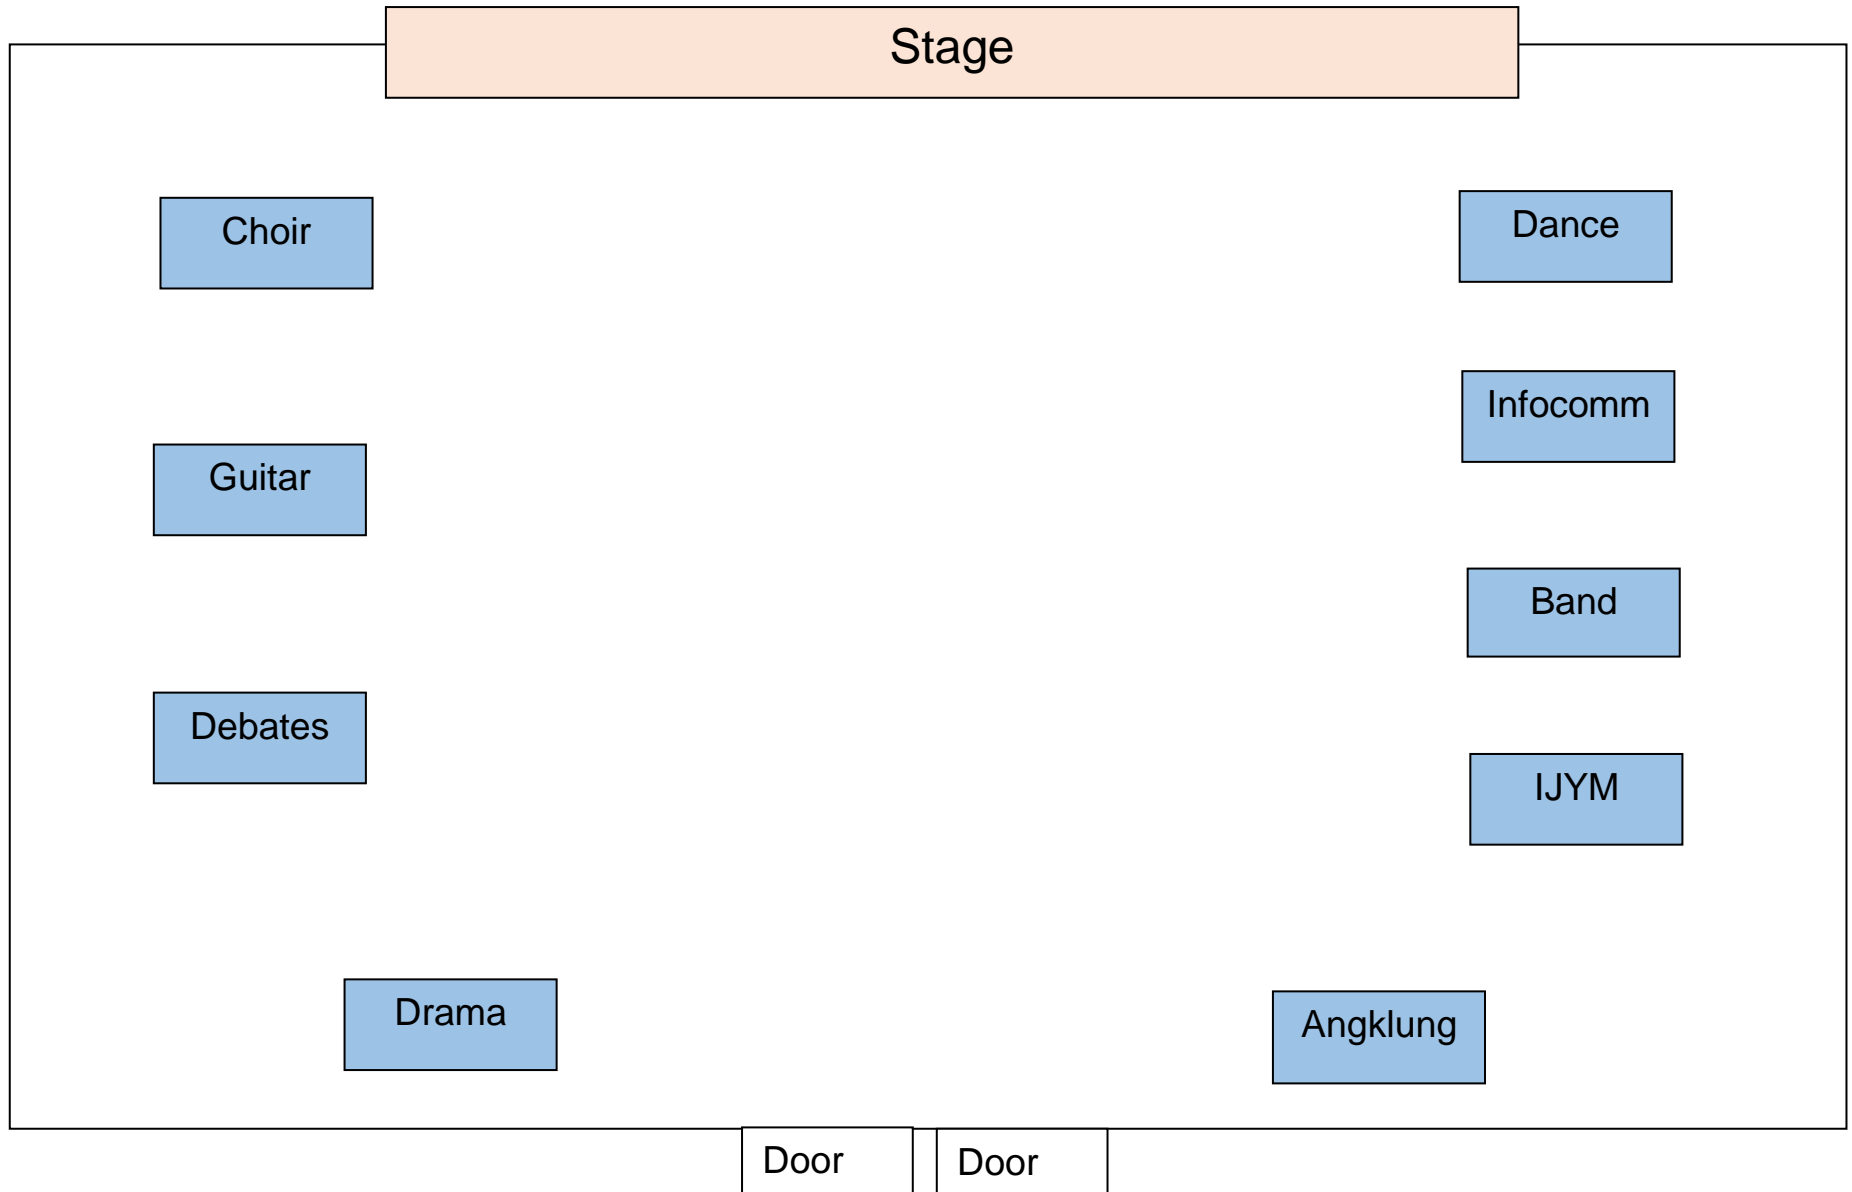 Stage
Choir
Dance
Infocomm
Guitar
Band
Debates
IJYM
Drama
Angklung
Door
Door